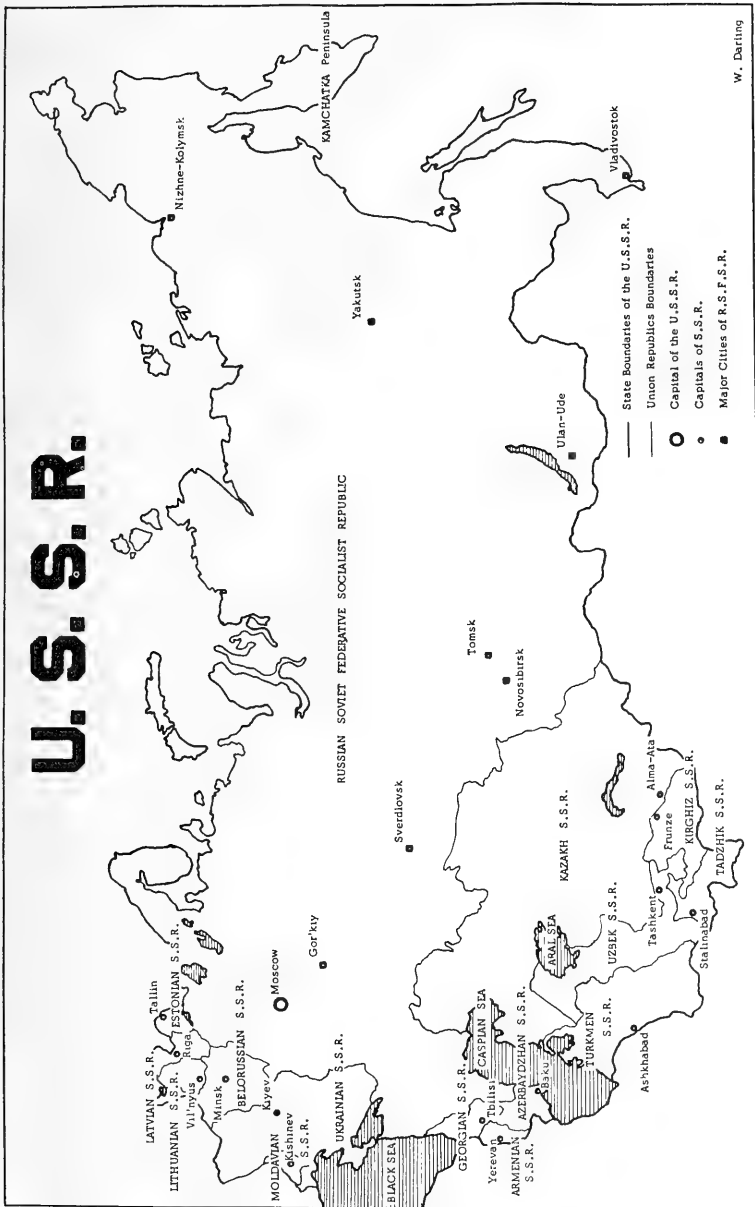 U. S. S. R.
Nizhne-Kolymsk
KAMCHATKA Peninsula
Yakutsk
RUSSIAN SOVIET FEDERATIVE SOCIALIST REPUBLIC
Vladivostok
Ulan-Ude
Tomsk
Novosibirsk
Sverdlovsk
Gor'kiy
Moscow
Tallin
ESTONIAN S.S.R.
LATVIAN S.S.R.
Riga
LITHUANIAN S.S.R.
Vil'nyus
Minsk
BELORUSSIAN S.S.R.
Kiyev
MOLDAVIAN
S.S.R.
Kishinev
UKRAINIAN S.S.R.
BLACK SEA
GEORGIAN S.S.R.
Tbilisi
Yerevan
ARMENIAN
S.S.R.
AZERBAYDZHAN S.S.R.
Baku
CASPIAN SEA
ARAL SEA
KAZAKH S.S.R.
UZBEK S.S.R.
TURKMEN
S.S.R.
Ashkhabad
Tashkent
Stalinabad
Frunze
Alma-Ata
KIRGHIZ S.S.R.
TADZHIK S.S.R.
State Boundaries of the U.S.S.R.
Union Republics Boundaries
Capital of the U.S.S.R.
Capitals of S.S.R.
Major Cities of R.S.F.S.R.
W. Darling